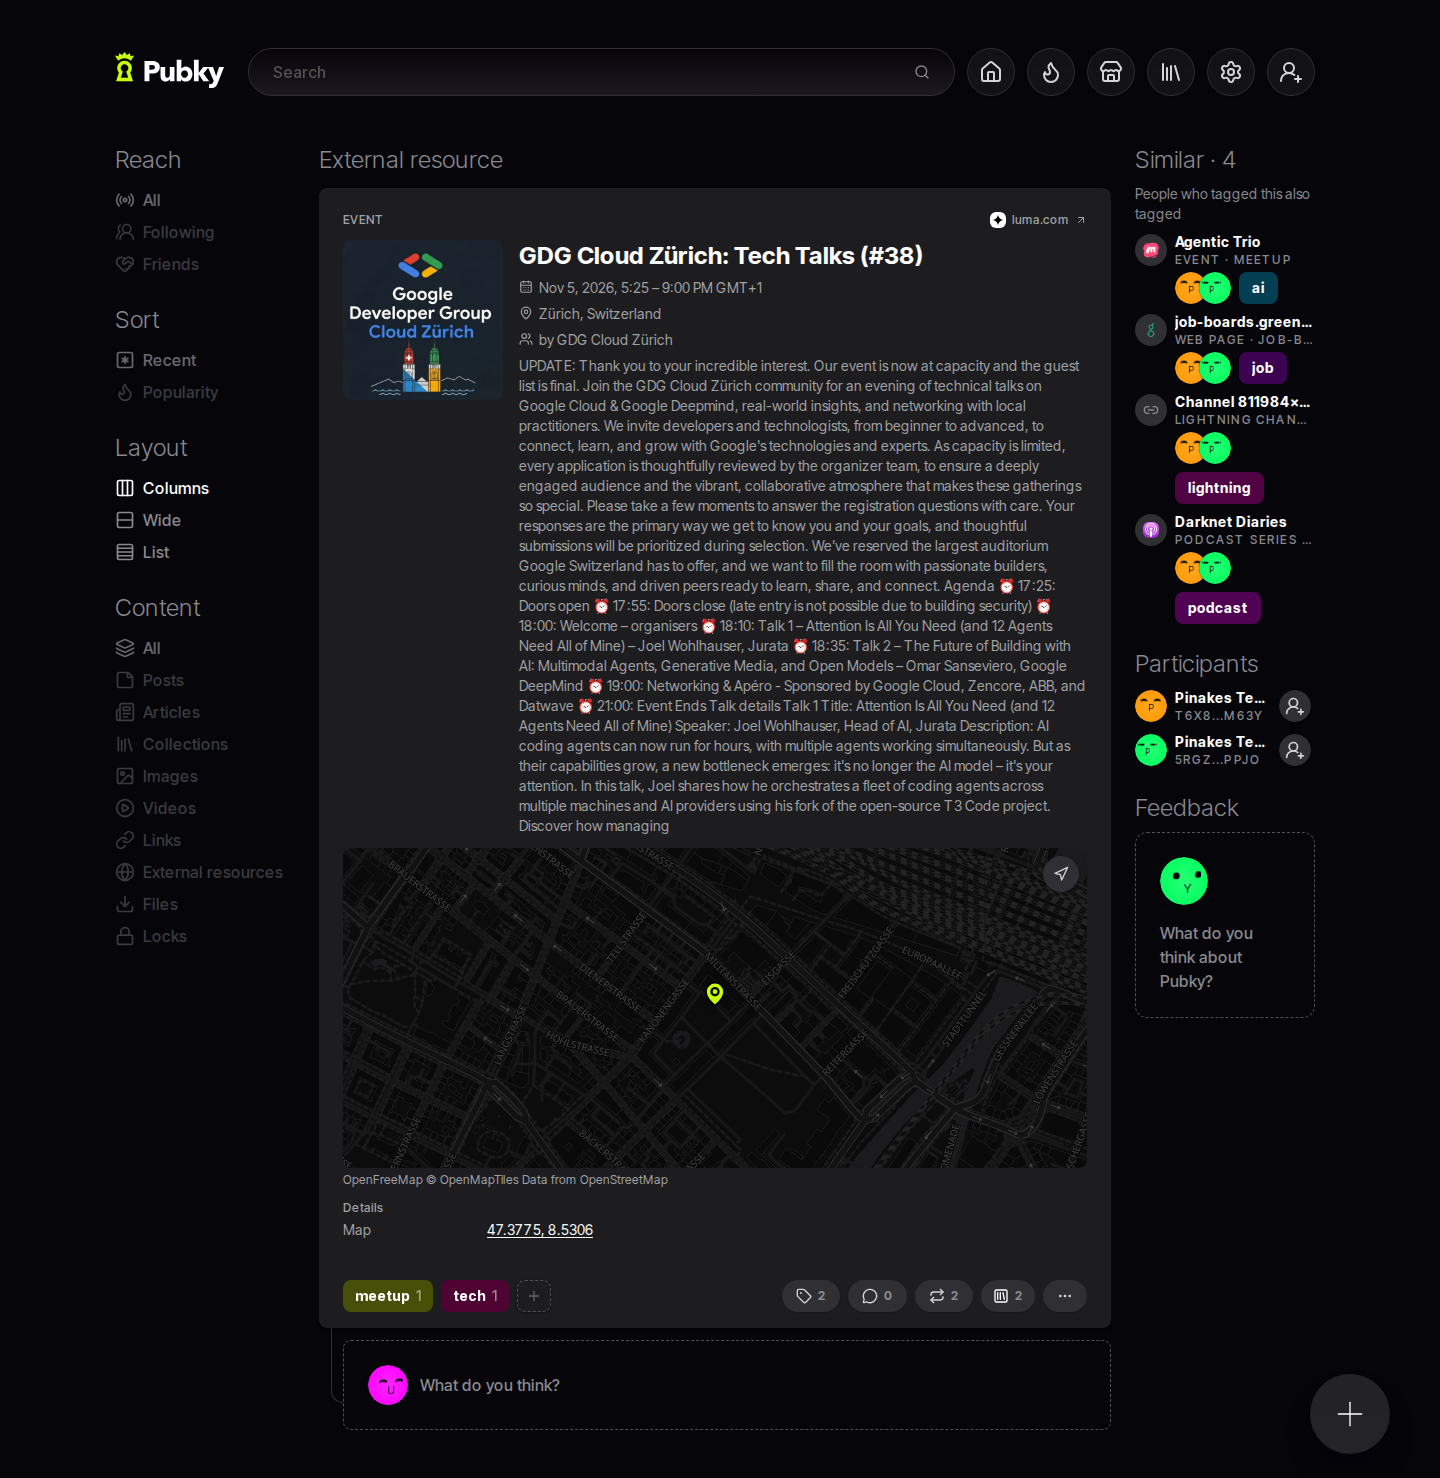 Pubky
Search
Reach
All
Following
Friends
Sort
Recent
Popularity
Layout
Columns
Wide
List
Content
All
Posts
Articles
Collections
Images
Videos
Links
External resources
Files
Locks
External resource
EVENT
luma.com
Google
Developer Group
Cloud Zürich
GDG Cloud Zürich: Tech Talks (#38)
Nov 5, 2026, 5:25 – 9:00 PM GMT+1
Zürich, Switzerland
by GDG Cloud Zürich
UPDATE: Thank you to your incredible interest. Our event is now at capacity and the guest
list is final. Join the GDG Cloud Zürich community for an evening of technical talks on
Google Cloud & Google Deepmind, real-world insights, and networking with local
practitioners. We invite developers and technologists, from beginner to advanced, to
connect, learn, and grow with Google's technologies and experts. As capacity is limited,
every application is thoughtfully reviewed by the organizer team, to ensure a deeply
engaged audience and the vibrant, collaborative atmosphere that makes these gatherings
so special. Please take a few moments to answer the registration questions with care. Your
responses are the primary way we get to know you and your goals, and thoughtful
submissions will be prioritized during selection. We’ve reserved the largest auditorium
Google Switzerland has to offer, and we want to fill the room with passionate builders,
curious minds, and driven peers ready to learn, share, and connect. Agenda ⏰ 17:25:
Doors open ⏰ 17:55: Doors close (late entry is not possible due to building security) ⏰
18:00: Welcome – organisers ⏰ 18:10: Talk 1 – Attention Is All You Need (and 12 Agents
Need All of Mine) – Joel Wohlhauser, Jurata ⏰ 18:35: Talk 2 – The Future of Building with
AI: Multimodal Agents, Generative Media, and Open Models – Omar Sanseviero, Google
DeepMind ⏰ 19:00: Networking & Apéro - Sponsored by Google Cloud, Zencore, ABB, and
Datwave ⏰ 21:00: Event Ends Talk details Talk 1 Title: Attention Is All You Need (and 12
Agents Need All of Mine) Speaker: Joel Wohlhauser, Head of AI, Jurata Description: AI
coding agents can now run for hours, with multiple agents working simultaneously. But as
their capabilities grow, a new bottleneck emerges: it's no longer the AI model – it's your
attention. In this talk, Joel shares how he orchestrates a fleet of coding agents across
multiple machines and AI providers using his fork of the open-source T3 Code project.
Discover how managing
BRAUERSTRASSE
TELLSTRASSE
DIENERSTRASSE
BRAUERSTRASSE
HOHLSTRASSE
LANGSTRASSE
KANONENGASSE
MILITÄRSTRASSE
EISGASSE
FREISCHÜTZGASSE
EUROPAALLEE
REITERGASSE
STADTTUNNEL
GESSNERALLEE
LÖWENSTRASSE
OpenFreeMap © OpenMapTiles Data from OpenStreetMap
Details
Map 47.3775, 8.5306
meetup 1
tech 1
2
0
2
2
What do you think?
Similar · 4
People who tagged this also
tagged
Agentic Trio
EVENT · MEETUP
ai
job-boards.green...
WEB PAGE · JOB-B...
job
Channel 811984×...
LIGHTNING CHAN...
lightning
Darknet Diaries
PODCAST SERIES ...
podcast
Participants
Pinakes Te...
T6X8...M63Y
Pinakes Te...
5RGZ...PPJO
Feedback
What do you
think about
Pubky?